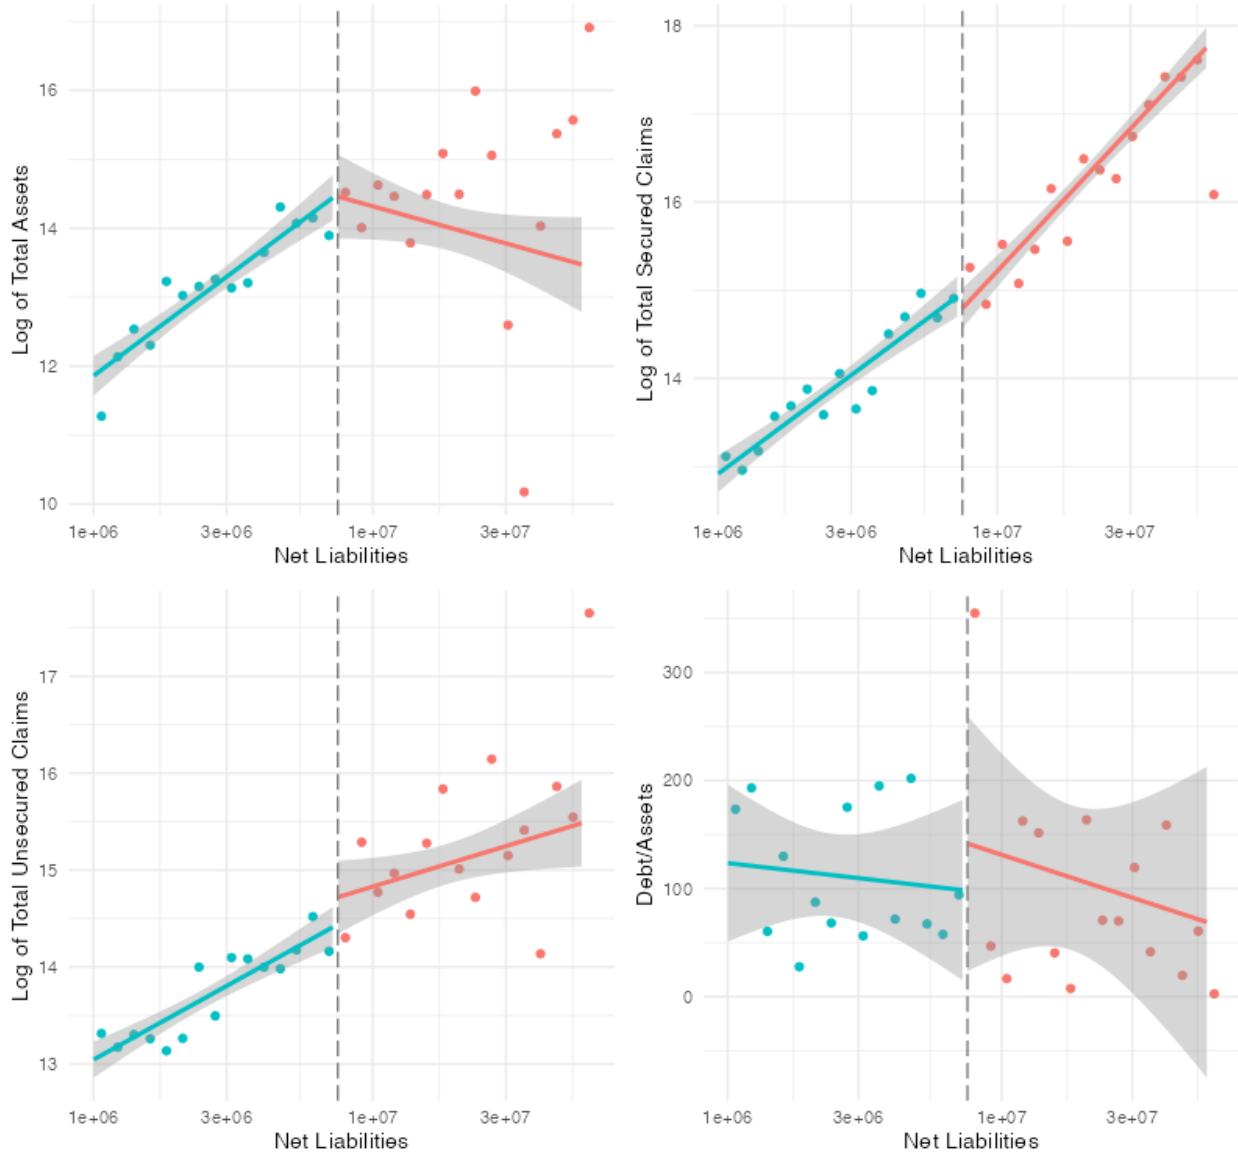 Log of Total Assets
16
14
12
10
1e+06
3e+06
1e+07
3e+07
Net Liabilities
Log of Total Secured Claims
18
16
14
1e+06
3e+06
1e+07
3e+07
Net Liabilities
Log of Total Unsecured Claims
17
16
15
14
13
1e+06
3e+06
1e+07
3e+07
Net Liabilities
Debt/Assets
300
200
100
0
1e+06
3e+06
1e+07
3e+07
Net Liabilities